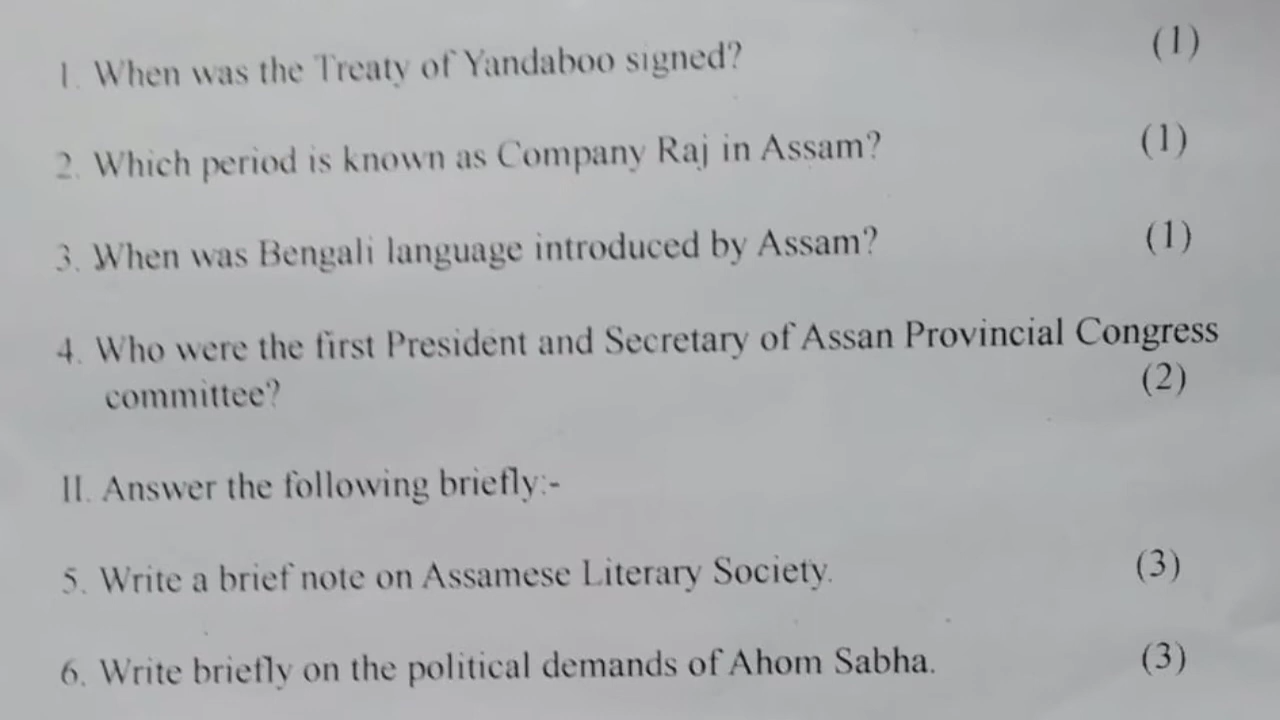 1. When was the Treaty of Yandaboo signed? (1)
2. Which period is known as Company Raj in Assam? (1)
3. When was Bengali language introduced by Assam? (1)
4. Who were the first President and Secretary of Assan Provincial Congress
committee? (2)
II. Answer the following briefly:-
5. Write a brief note on Assamese Literary Society. (3)
6. Write briefly on the political demands of Ahom Sabha. (3)